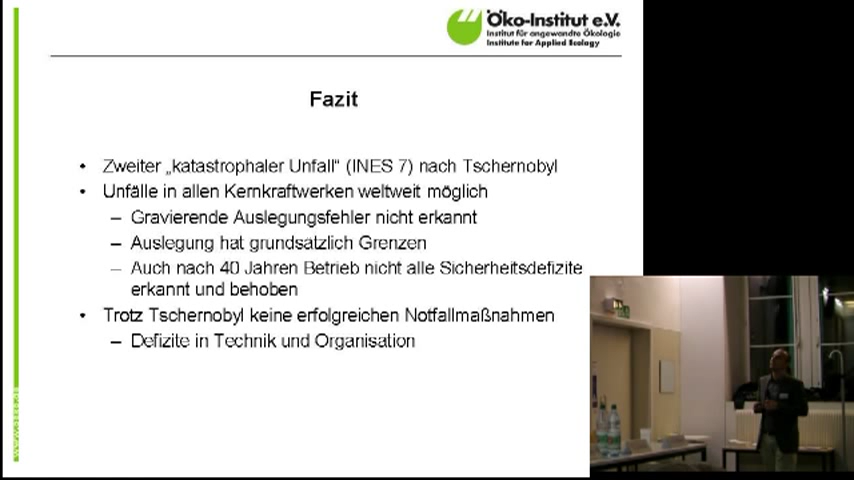 Öko-Institut e.V.
Institut für angewandte Ökologie
Institute for Applied Ecology
Fazit
• Zweiter „katastrophaler Unfall“ (INES 7) nach Tschernobyl
• Unfälle in allen Kernkraftwerken weltweit möglich
– Gravierende Auslegungsfehler nicht erkannt
– Auslegung hat grundsätzlich Grenzen
– Auch nach 40 Jahren Betrieb nicht alle Sicherheitsdefizite
erkannt und behoben
• Trotz Tschernobyl keine erfolgreichen Notfallmaßnahmen
– Defizite in Technik und Organisation